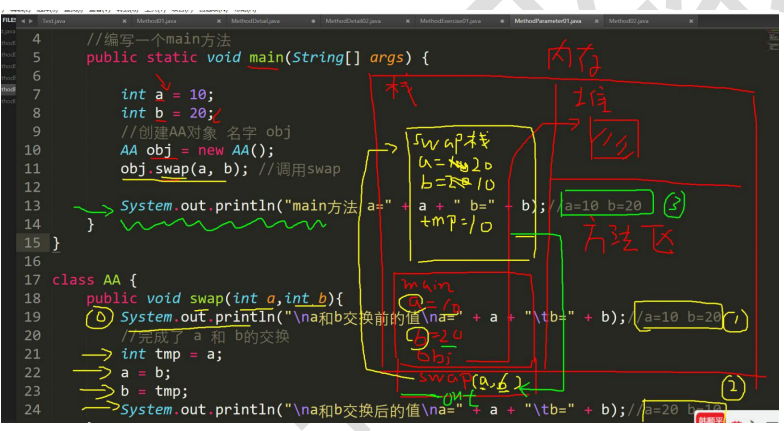 FILES
Test.java
Method01.java
MethodDetail.java
MethodDetail02.java
MethodExercise01.java
MethodParameter01.java
Method02.java
4 //编写一个main方法
5 public static void main(String[] args) {
6
7 int a = 10;
8 int b = 20;
9 //创建AA对象 名字 obj
10 AA obj = new AA();
11 obj.swap(a, b); //调用swap
12
13 System.out.println("main方法 a=" + a + " b=" + b);//a=10 b=20
14 }
15 }
16
17 class AA {
18 public void swap(int a,int b){
19 System.out.println("\na和b交换前的值\na=" + a + "\tb=" + b);//a=10 b=20
20 //完成了 a 和 b的交换
21 int tmp = a;
22 a = b;
23 b = tmp;
24 System.out.println("\na和b交换后的值\na=" + a + "\tb=" + b);//a=20 b=10
内存
栈
堆
swap栈
a=10 20
b=20 10
tmp=10
方法区
main
a=10
b=20
obj
swap(a,b)
out
①
②
③
韩顺平